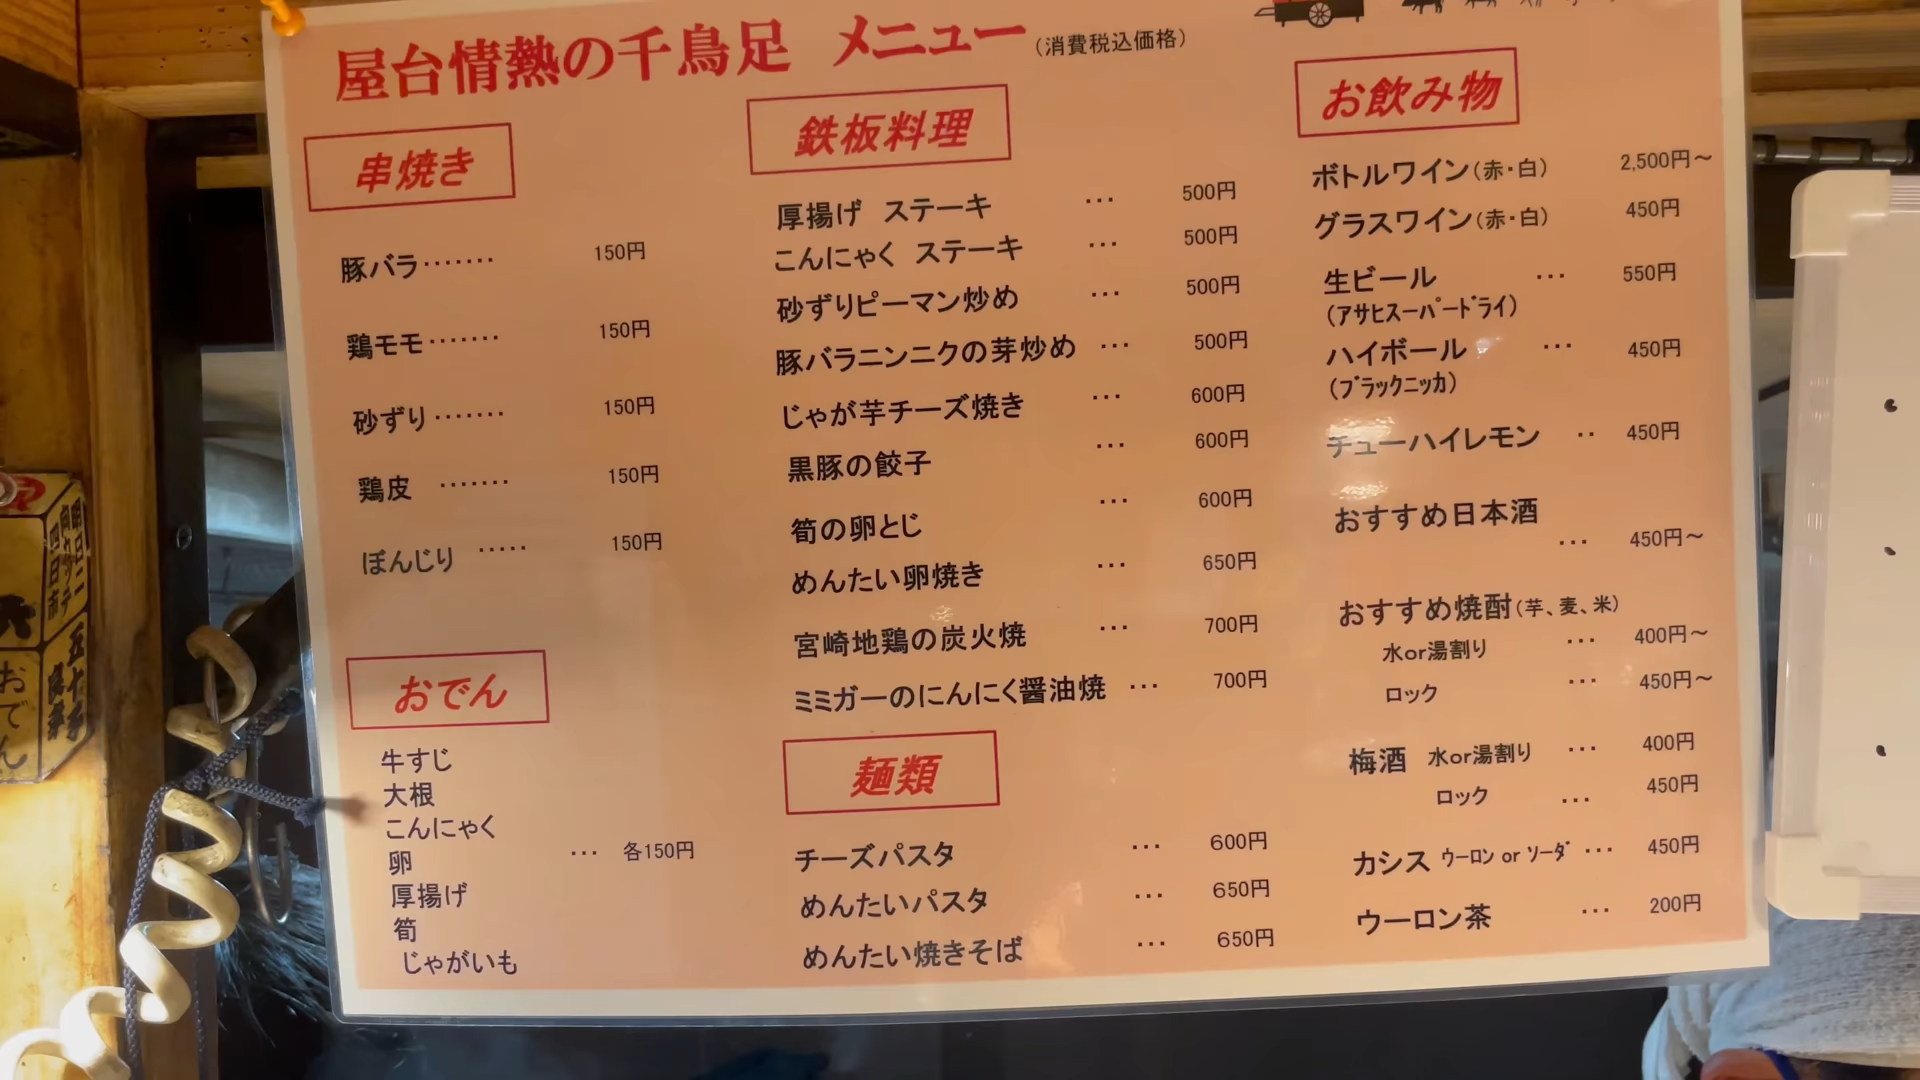 屋台情熱の千鳥足 メニュー (消費税込価格)
串焼き
豚バラ ······· 150円
鶏モモ ······· 150円
砂ずり ······· 150円
鶏皮 ······· 150円
ぼんじり ····· 150円
おでん
牛すじ
大根
こんにゃく
卵 ··· 各150円
厚揚げ
筍
じゃがいも
鉄板料理
厚揚げ ステーキ ··· 500円
こんにゃく ステーキ ··· 500円
砂ずりピーマン炒め ··· 500円
豚バラニンニクの芽炒め ··· 500円
じゃが芋チーズ焼き ··· 600円
黒豚の餃子 ··· 600円
筍の卵とじ ··· 600円
めんたい卵焼き ··· 650円
宮崎地鶏の炭火焼 ··· 700円
ミミガーのにんにく醤油焼 ··· 700円
麺類
チーズパスタ ··· 600円
めんたいパスタ ··· 650円
めんたい焼きそば ··· 650円
お飲み物
ボトルワイン(赤・白) 2,500円～
グラスワイン(赤・白) 450円
生ビール ··· 550円
(アサヒスーパードライ)
ハイボール ··· 450円
(ブラックニッカ)
チューハイレモン ·· 450円
おすすめ日本酒
··· 450円～
おすすめ焼酎(芋、麦、米)
水or湯割り ··· 400円～
ロック ··· 450円～
梅酒 水or湯割り ··· 400円
ロック ··· 450円
カシス ウーロン or ソーダ ··· 450円
ウーロン茶 ··· 200円
おでん